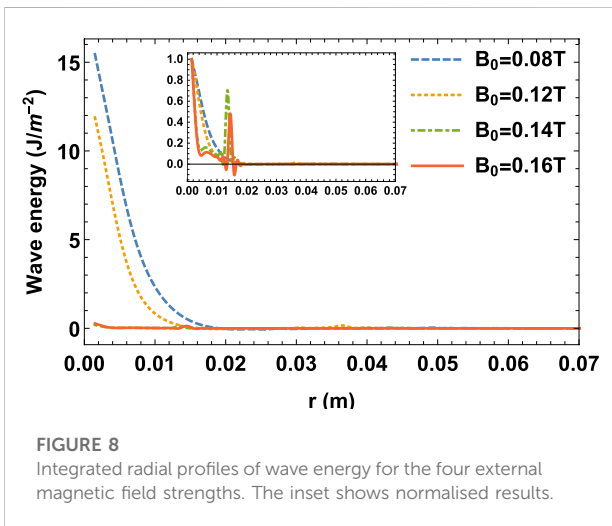 Wave energy (J/m⁻²)
15
10
5
0
0.00 0.01 0.02 0.03 0.04 0.05 0.06 0.07
r (m)
1.0
0.8
0.6
0.4
0.2
0.0
0.00 0.01 0.02 0.03 0.04 0.05 0.06 0.07
B₀=0.08T
B₀=0.12T
B₀=0.14T
B₀=0.16T
FIGURE 8
Integrated radial profiles of wave energy for the four external
magnetic field strengths. The inset shows normalised results.